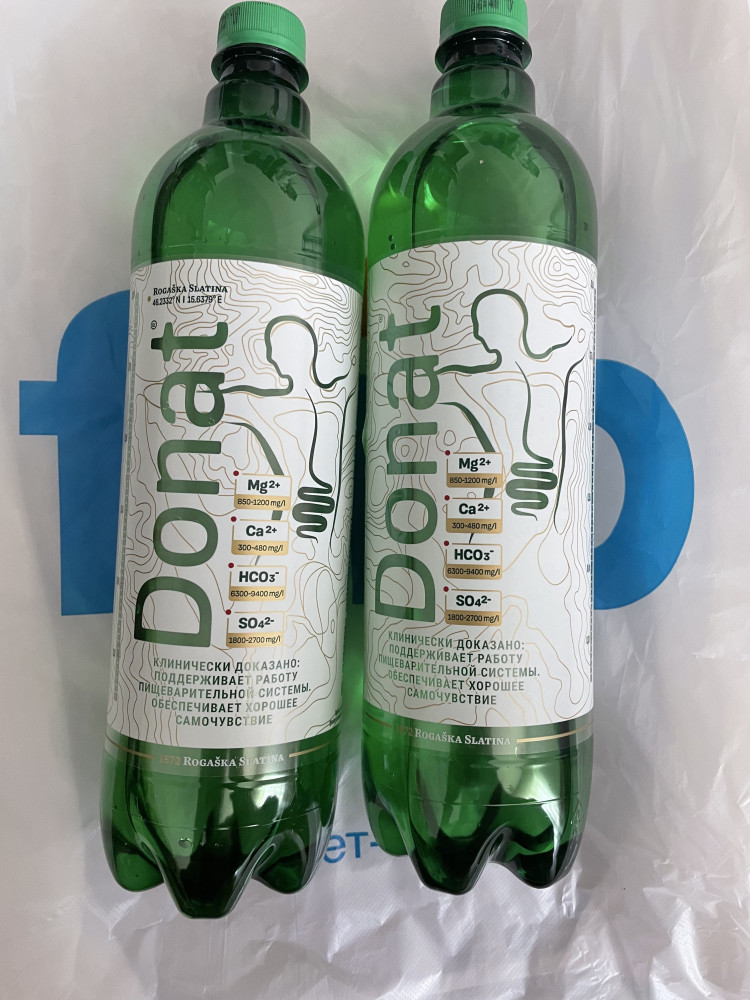 ROGAŠKA SLATINA
46.2332° N | 15.6379° E
Donat®
Mg2+
850-1200 mg/l
Ca2+
300-480 mg/l
HCO3-
6300-9400 mg/l
SO42-
1800-2700 mg/l
КЛИНИЧЕСКИ ДОКАЗАНО:
ПОДДЕРЖИВАЕТ РАБОТУ
ПИЩЕВАРИТЕЛЬНОЙ СИСТЕМЫ.
ОБЕСПЕЧИВАЕТ ХОРОШЕЕ
САМОЧУВСТВИЕ
1572 ROGAŠKA SLATINA
Donat
Mg2+
850-1200 mg/l
Ca2+
300-480 mg/l
HCO3-
6300-9400 mg/l
SO42-
1800-2700 mg/l
КЛИНИЧЕСКИ ДОКАЗАНО:
ПОДДЕРЖИВАЕТ РАБОТУ
ПИЩЕВАРИТЕЛЬНОЙ СИСТЕМЫ.
ОБЕСПЕЧИВАЕТ ХОРОШЕЕ
САМОЧУВСТВИЕ
1572 ROGAŠKA SLATINA